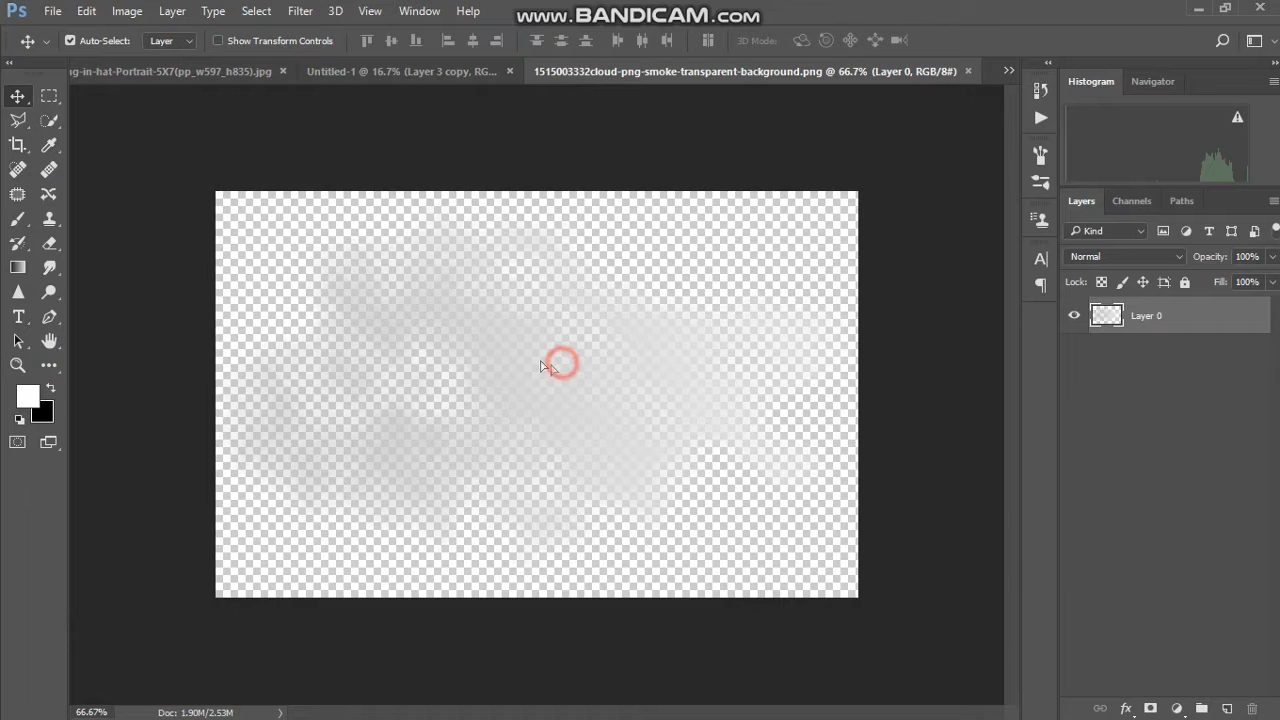 Ps File Edit Image Layer Type Select Filter 3D View Window Help
www.BANDICAM.com
Auto-Select: Layer Show Transform Controls 3D Mode:
ng-in-hat-Portrait-5X7(pp_w597_h835).jpg × Untitled-1 @ 16.7% (Layer 3 copy, RG... × 1515003332cloud-png-smoke-transparent-background.png @ 66.7% (Layer 0, RGB/8#) ×
Histogram Navigator
Layers Channels Paths
Kind
Normal Opacity: 100%
Lock: Fill: 100%
Layer 0
66.67% Doc: 1.90M/2.53M